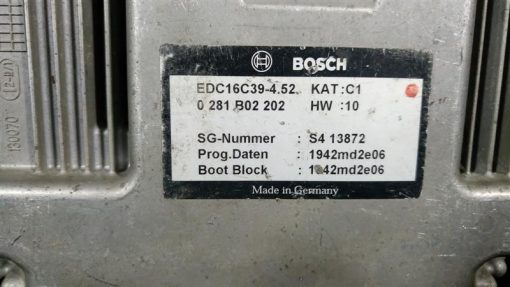 BOSCH
EDC16C39-4.52. KAT:C1
0 281 B02 202 HW :10
SG-Nummer : S4 13872
Prog.Daten : 1942md2e06
Boot Block : 1942md2e06
Made in Germany
130070